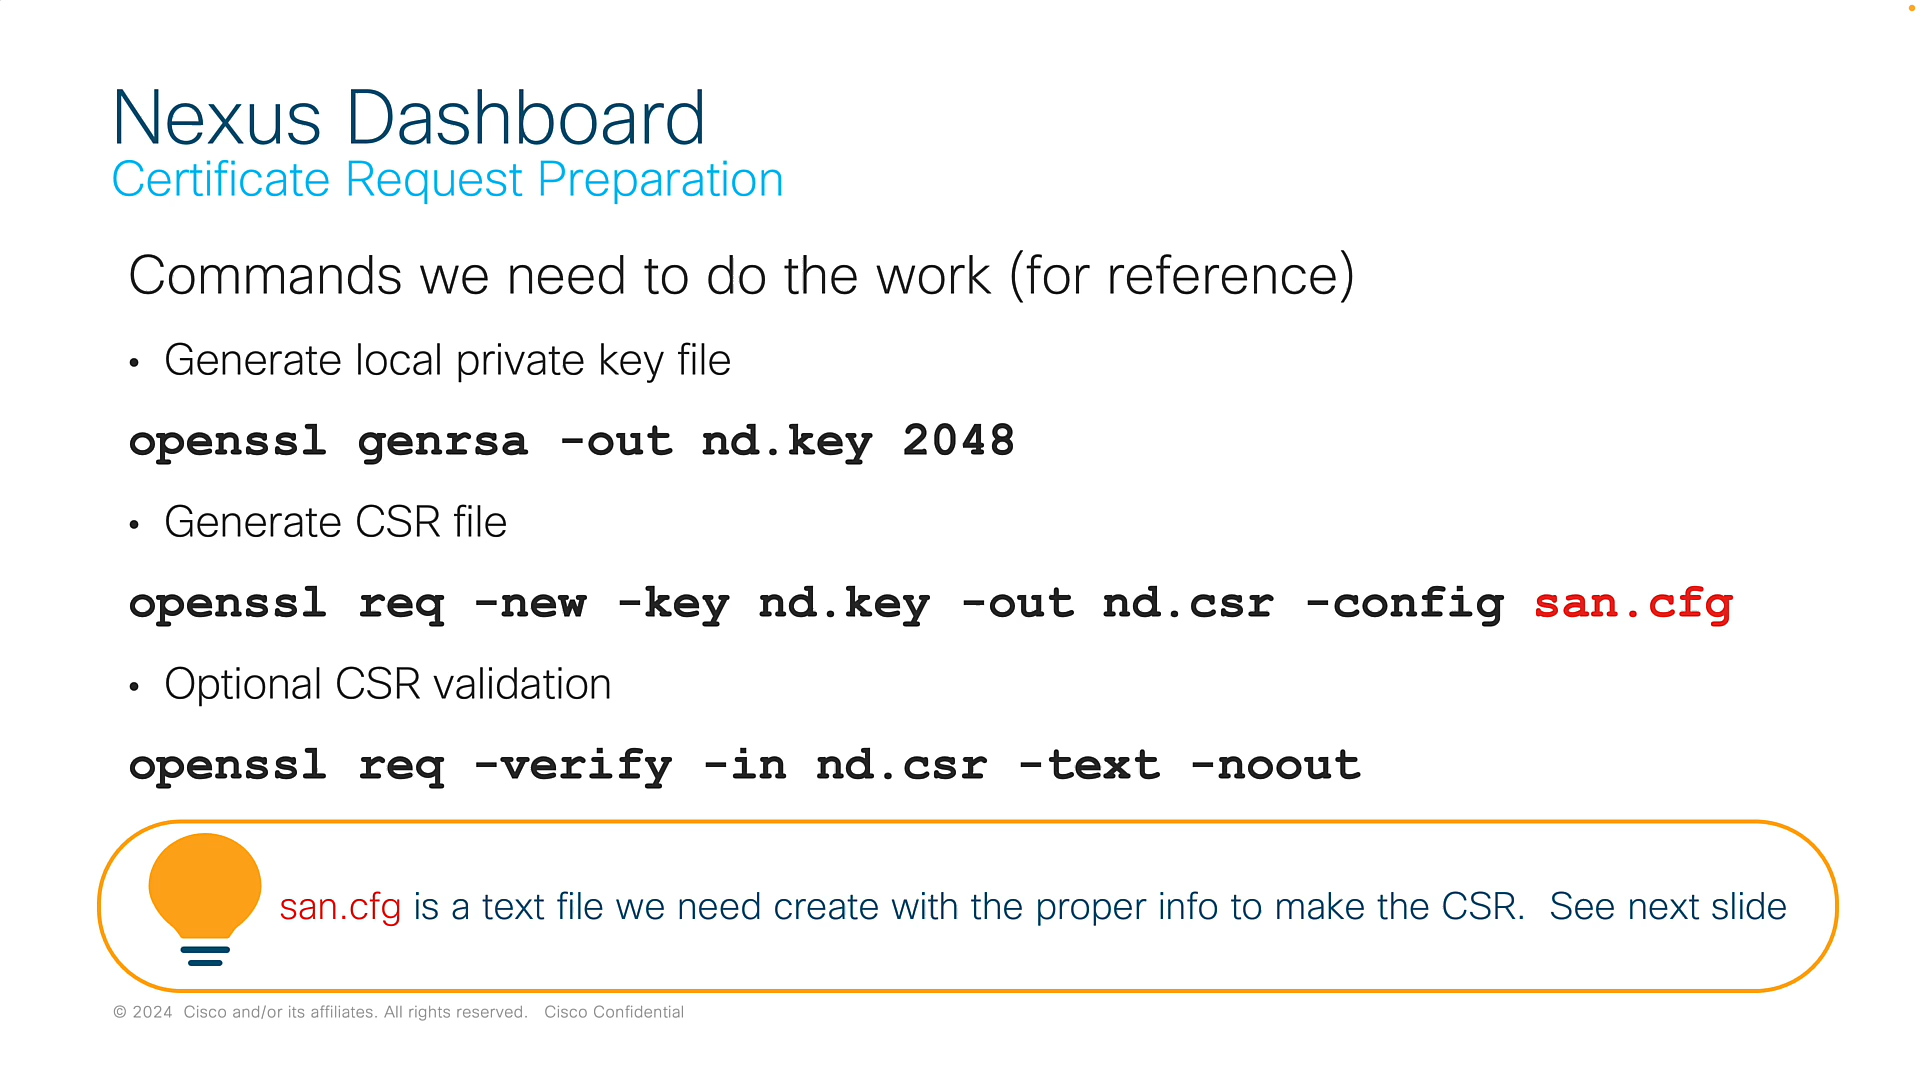 Nexus Dashboard
Certificate Request Preparation
Commands we need to do the work (for reference)
• Generate local private key file
openssl genrsa -out nd.key 2048
• Generate CSR file
openssl req -new -key nd.key -out nd.csr -config san.cfg
• Optional CSR validation
openssl req -verify -in nd.csr -text -noout
san.cfg is a text file we need create with the proper info to make the CSR.  See next slide
© 2024  Cisco and/or its affiliates. All rights reserved.   Cisco Confidential